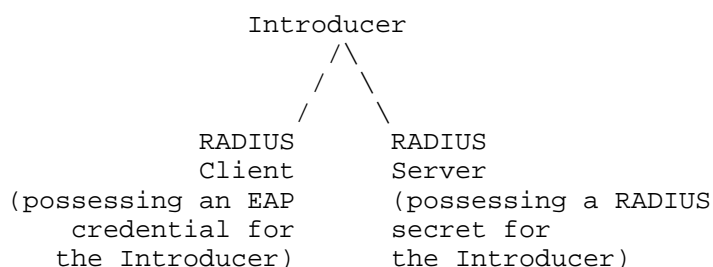 Introducer
/\
/ \
/ \
RADIUS RADIUS
Client Server
(possessing an EAP (possessing a RADIUS
credential for secret for
the Introducer) the Introducer)